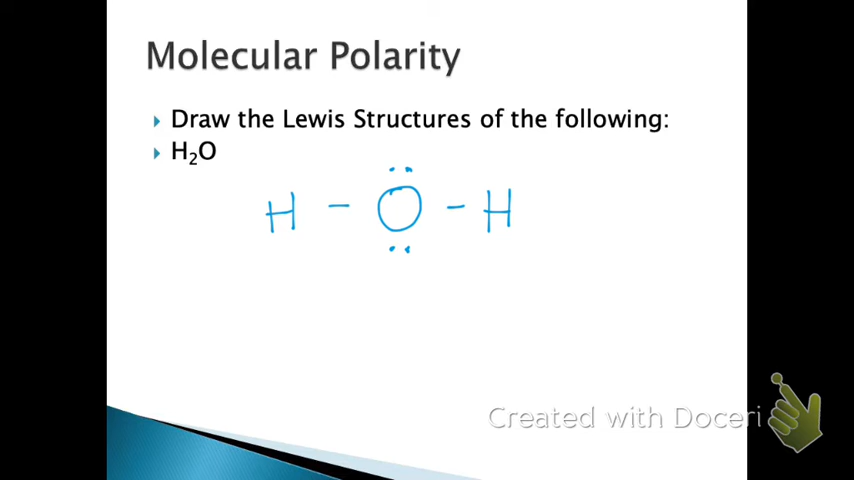 Molecular Polarity
Draw the Lewis Structures of the following:
H₂O
H - O - H
Created with Doceri